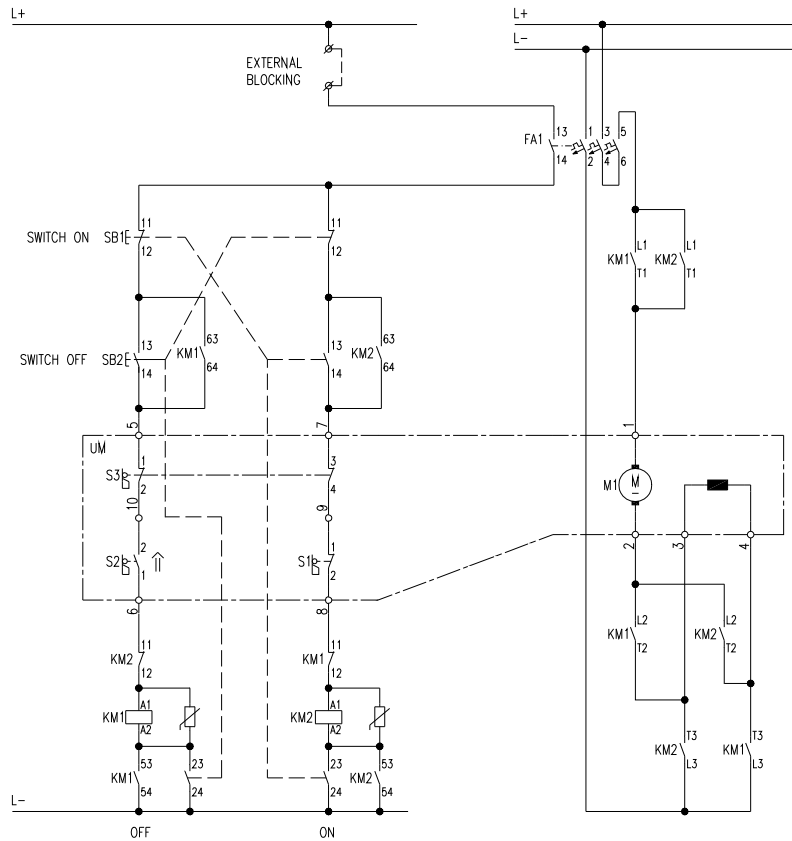 L+
L+
L-
EXTERNAL
BLOCKING
FA1
13
1
3
5
14
2
4
6
11
11
SWITCH ON SB1
12
12
L1
L1
KM1
KM2
T1
T1
13
63
13
63
SWITCH OFF SB2
KM1
KM2
14
64
14
64
5
7
1
UM
1
3
S3
2
4
M1
M
10
9
2
1
S2
S1
1
2
2
3
4
6
8
L2
L2
KM1
KM2
T2
T2
11
11
KM2
KM1
12
12
A1
A1
KM1
KM2
A2
A2
T3
T3
KM2
KM1
L3
L3
53
23
23
53
KM1
KM2
54
24
24
54
L-
OFF
ON